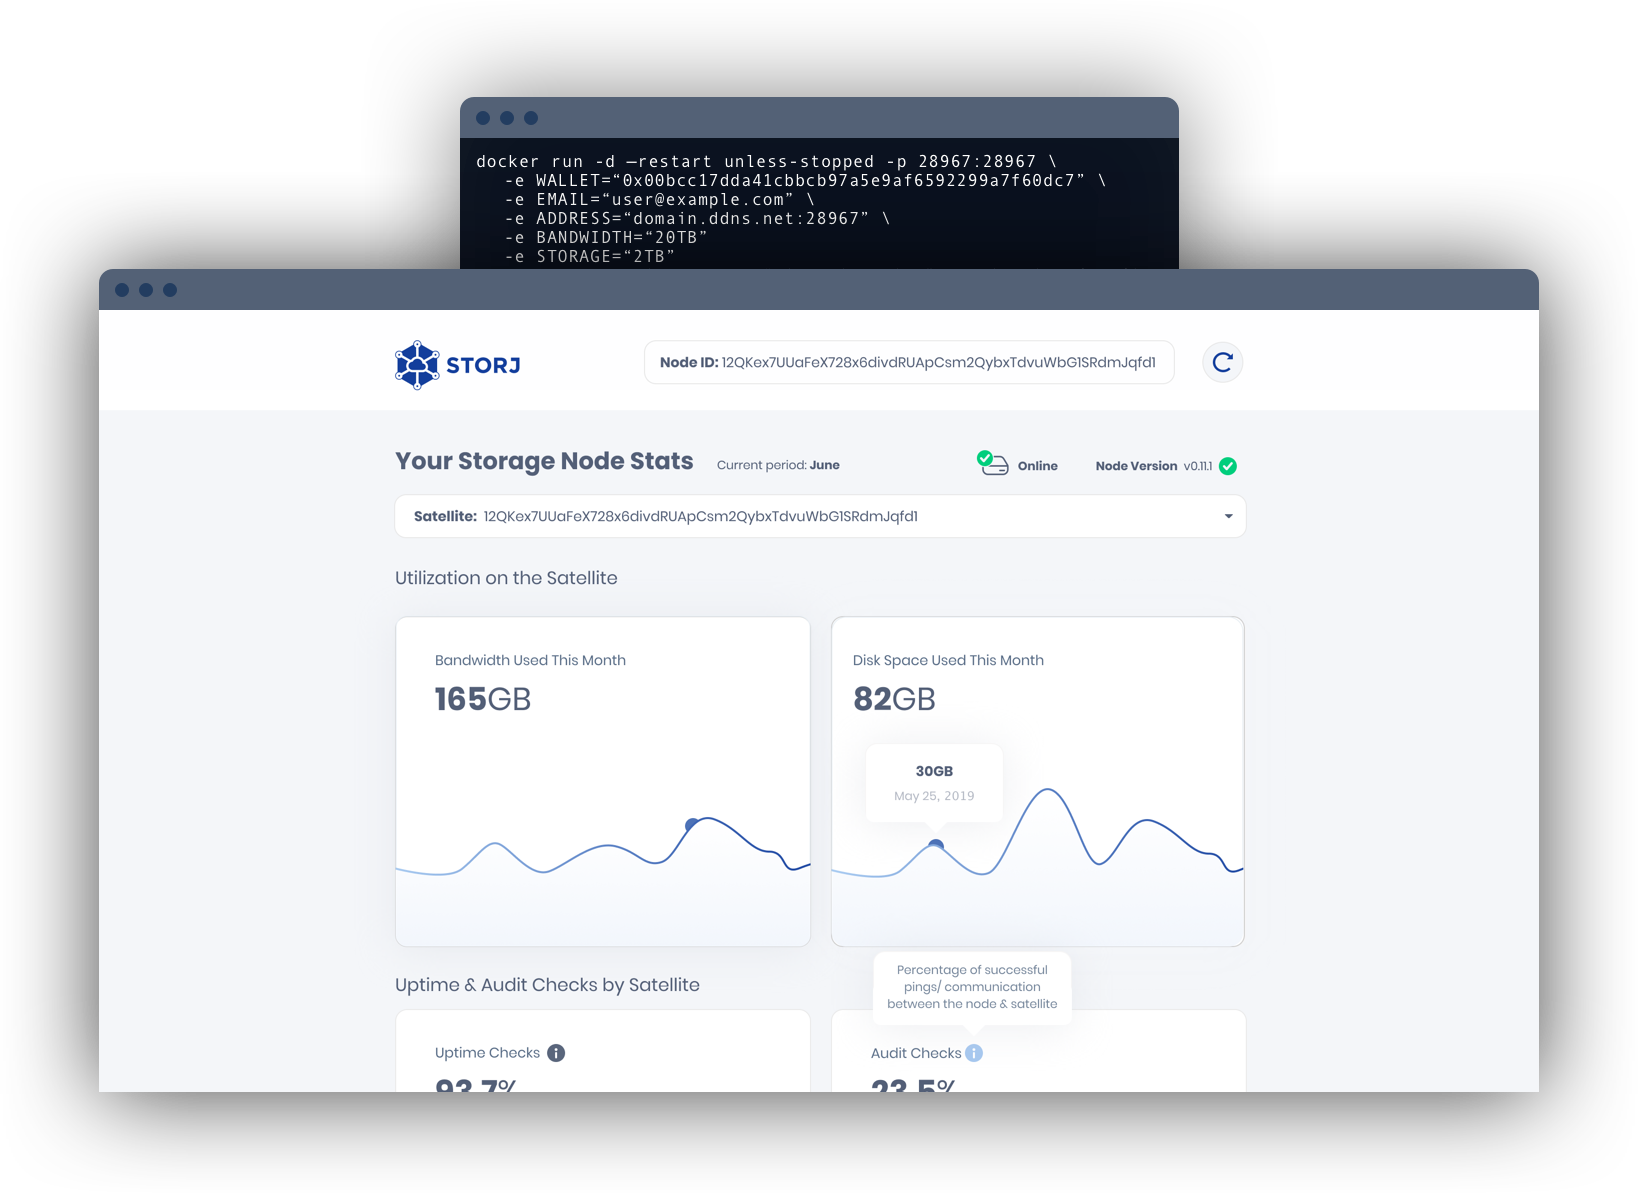 docker run -d —restart unless-stopped -p 28967:28967 \
-e WALLET=“0x00bcc17dda41cbbcb97a5e9af6592299a7f60dc7” \
-e EMAIL=“user@example.com” \
-e ADDRESS=“domain.ddns.net:28967” \
-e BANDWIDTH=“20TB”
-e STORAGE=“2TB”
STORJ
Node ID: 12QKex7UUaFeX728x6divdRUApCsm2QybxTdvuWbG1SRdmJqfd1
Your Storage Node Stats
Current period: June
Online
Node Version v0.11.1
Satellite: 12QKex7UUaFeX728x6divdRUApCsm2QybxTdvuWbG1SRdmJqfd1
Utilization on the Satellite
Bandwidth Used This Month
165GB
Disk Space Used This Month
82GB
30GB
May 25, 2019
Uptime & Audit Checks by Satellite
Percentage of successful
pings/ communication
between the node & satellite
Uptime Checks
93.7%
Audit Checks
23.5%